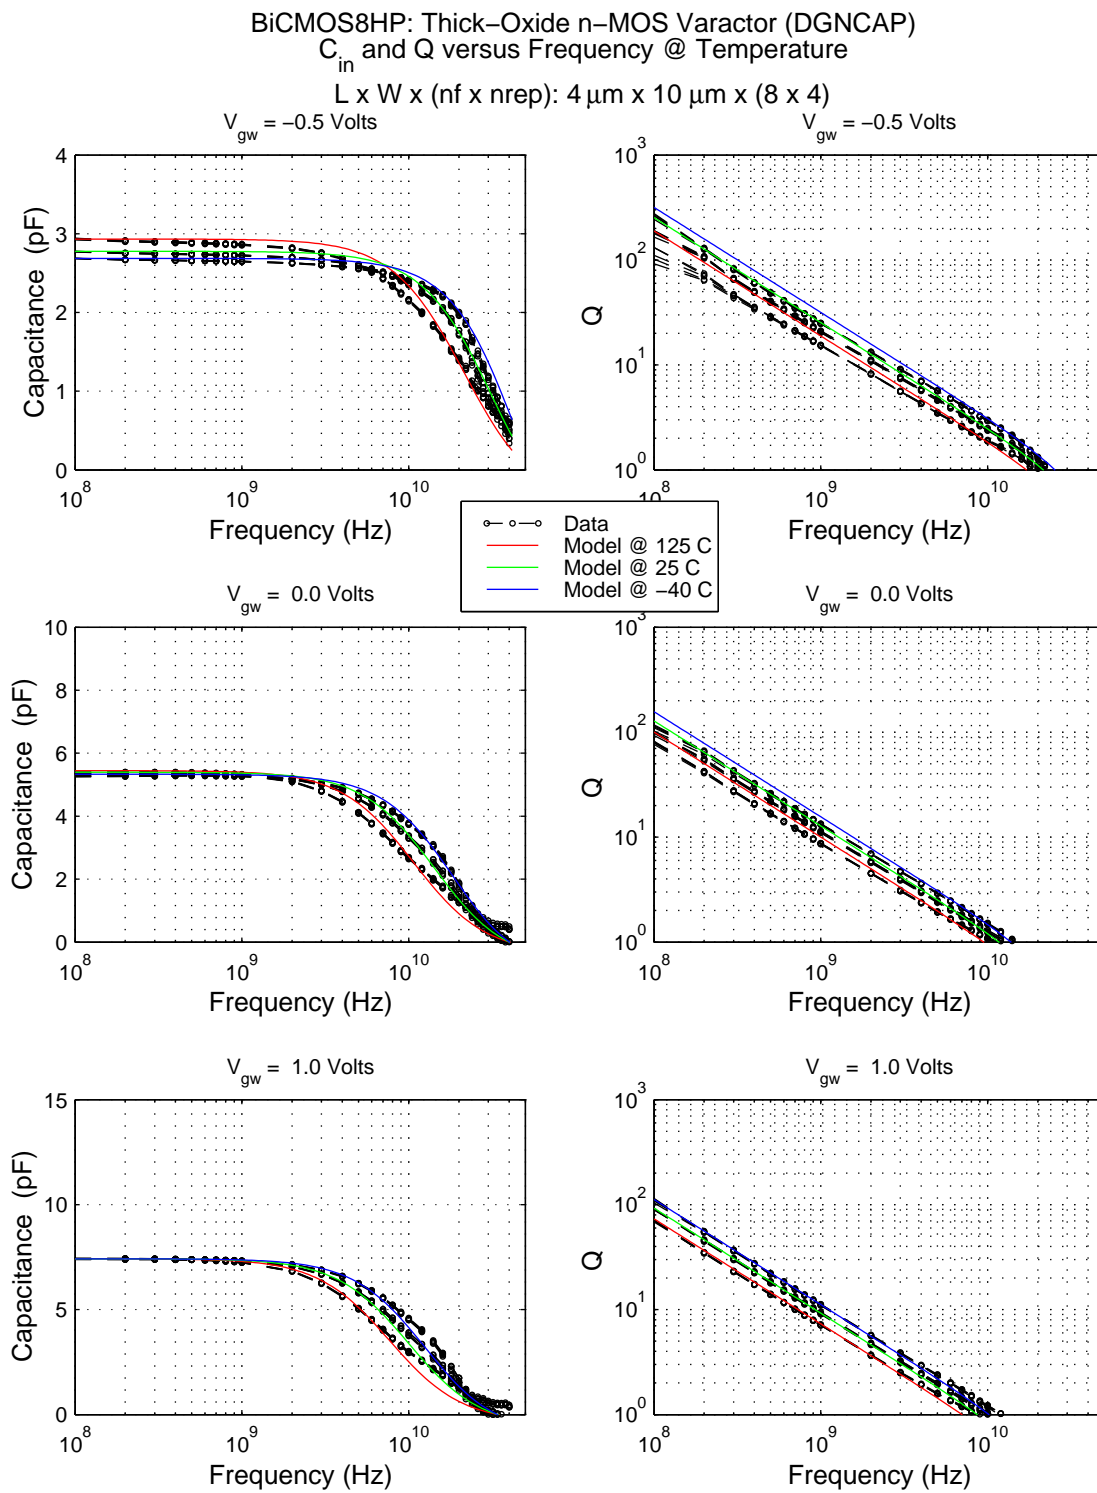 BiCMOS8HP: Thick−Oxide n−MOS Varactor (DGNCAP)
C_in and Q versus Frequency @ Temperature
L x W x (nf x nrep): 4 μm x 10 μm x (8 x 4)
V_gw = −0.5 Volts
V_gw = −0.5 Volts
4
3
2
1
0
Capacitance (pF)
10^8
10^9
10^10
Frequency (Hz)
10^3
10^2
10^1
10^0
Q
10^8
10^9
10^10
Frequency (Hz)
Data
Model @ 125 C
Model @ 25 C
Model @ −40 C
V_gw = 0.0 Volts
V_gw = 0.0 Volts
10
8
6
4
2
0
Capacitance (pF)
10^8
10^9
10^10
Frequency (Hz)
10^3
10^2
10^1
10^0
Q
10^8
10^9
10^10
Frequency (Hz)
V_gw = 1.0 Volts
V_gw = 1.0 Volts
15
10
5
0
Capacitance (pF)
10^8
10^9
10^10
Frequency (Hz)
10^3
10^2
10^1
10^0
Q
10^8
10^9
10^10
Frequency (Hz)